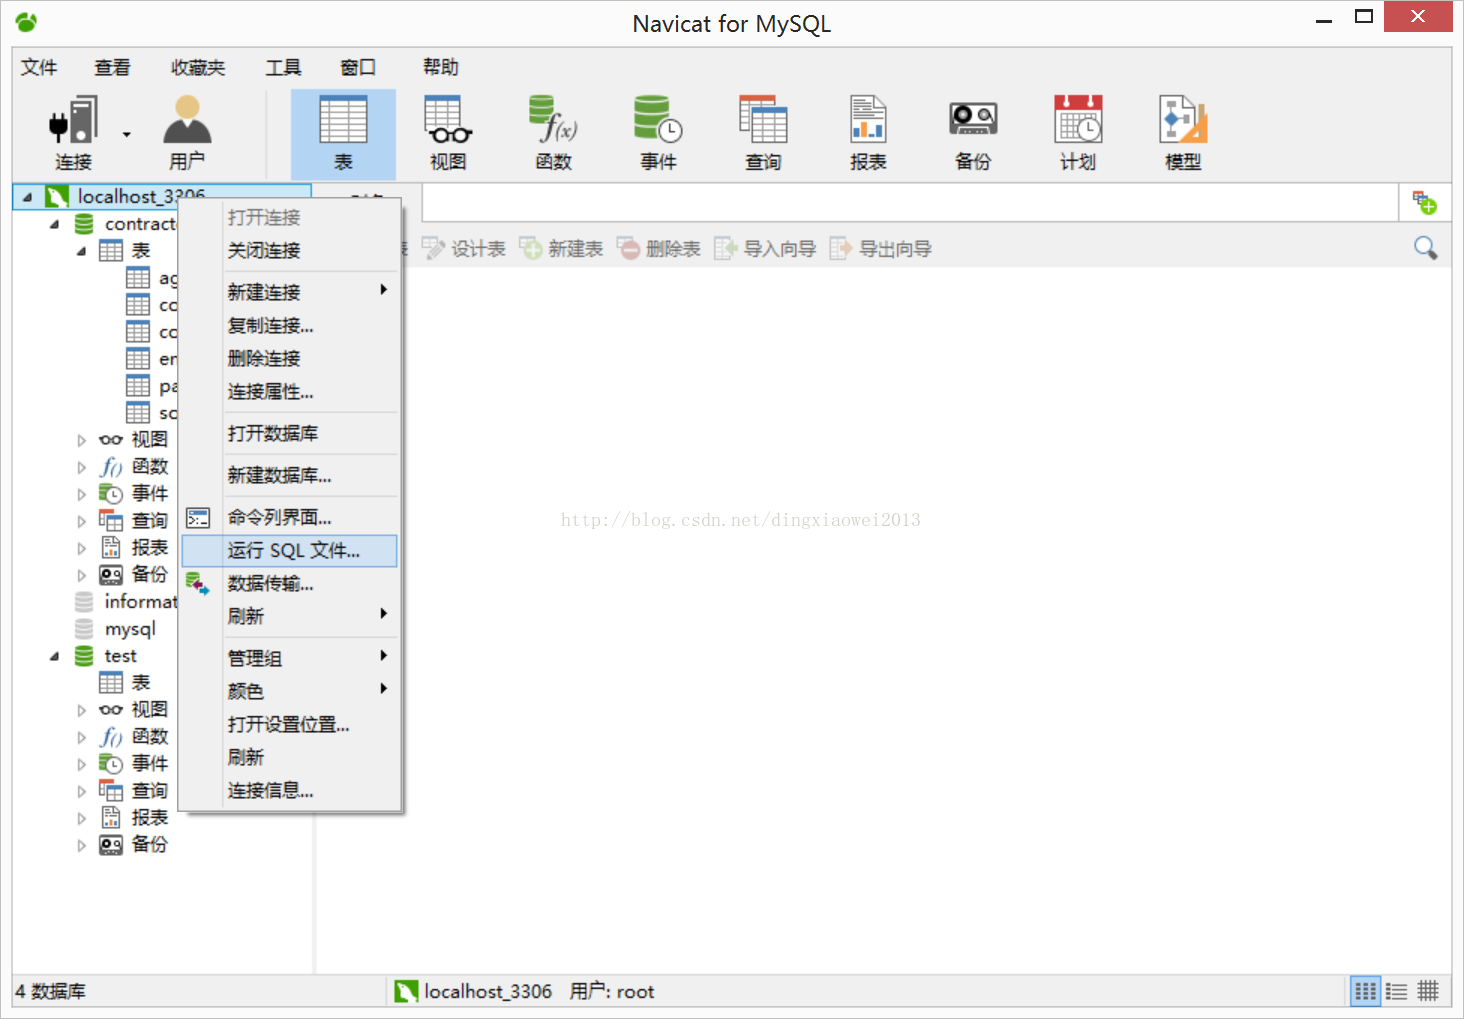 Navicat for MySQL
文件 查看 收藏夹 工具 窗口 帮助
连接 用户 表 视图 函数 事件 查询 报表 备份 计划 模型
localhost_3306
contract
表
ag
co
co
en
pa
sc
视图
函数
事件
查询
报表
备份
informat
mysql
test
表
视图
函数
事件
查询
报表
备份
打开连接
关闭连接
新建连接
复制连接...
删除连接
连接属性...
打开数据库
新建数据库...
命令列界面...
运行 SQL 文件...
数据传输...
刷新
管理组
颜色
打开设置位置...
刷新
连接信息...
设计表 新建表 删除表 导入向导 导出向导
http://blog.csdn.net/dingxiaowei2013
4 数据库 localhost_3306 用户: root